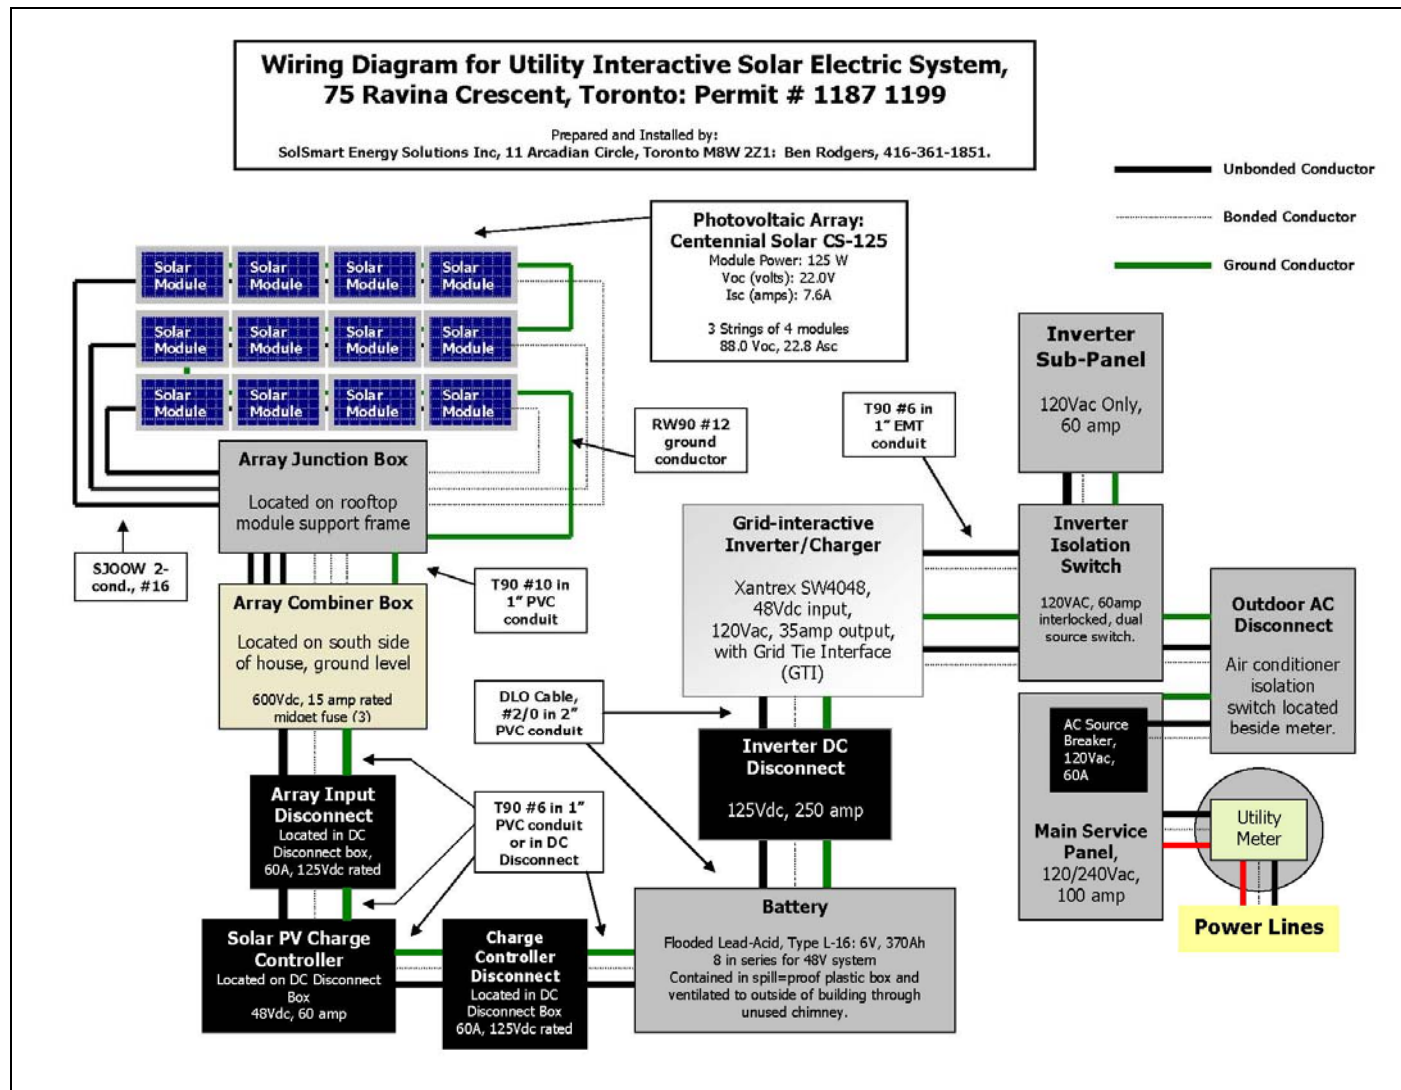 Wiring Diagram for Utility Interactive Solar Electric System,
75 Ravina Crescent, Toronto: Permit # 1187 1199
Prepared and Installed by:
SolSmart Energy Solutions Inc, 11 Arcadian Circle, Toronto M8W 2Z1: Ben Rodgers, 416-361-1851.
Unbonded Conductor
Bonded Conductor
Ground Conductor
Photovoltaic Array:
Centennial Solar CS-125
Module Power: 125 W
Voc (volts): 22.0V
Isc (amps): 7.6A
3 Strings of 4 modules
88.0 Voc, 22.8 Asc
Solar
Module
Solar
Module
Solar
Module
Solar
Module
Solar
Module
Solar
Module
Solar
Module
Solar
Module
Solar
Module
Solar
Module
Solar
Module
Solar
Module
RW90 #12
ground
conductor
T90 #6 in
1" EMT
conduit
Inverter
Sub-Panel
120Vac Only,
60 amp
Array Junction Box
Located on rooftop
module support frame
SJOOW 2-
cond., #16
T90 #10 in
1" PVC
conduit
Array Combiner Box
Located on south side
of house, ground level
600Vdc, 15 amp rated
midget fuse (3)
Grid-interactive
Inverter/Charger
Xantrex SW4048,
48Vdc input,
120Vac, 35amp output,
with Grid Tie Interface
(GTI)
Inverter
Isolation
Switch
120VAC, 60amp
interlocked, dual
source switch.
Outdoor AC
Disconnect
Air conditioner
isolation
switch located
beside meter.
DLO Cable,
#2/0 in 2"
PVC conduit
AC Source
Breaker,
120Vac,
60A
Main Service
Panel,
120/240Vac,
100 amp
Utility
Meter
Power Lines
Inverter DC
Disconnect
125Vdc, 250 amp
Array Input
Disconnect
Located in DC
Disconnect box,
60A, 125Vdc rated
T90 #6 in 1"
PVC conduit
or in DC
Disconnect
Solar PV Charge
Controller
Located on DC Disconnect
Box
48Vdc, 60 amp
Charge
Controller
Disconnect
Located in DC
Disconnect Box
60A, 125Vdc rated
Battery
Flooded Lead-Acid, Type L-16: 6V, 370Ah
8 in series for 48V system
Contained in spill=proof plastic box and
ventilated to outside of building through
unused chimney.